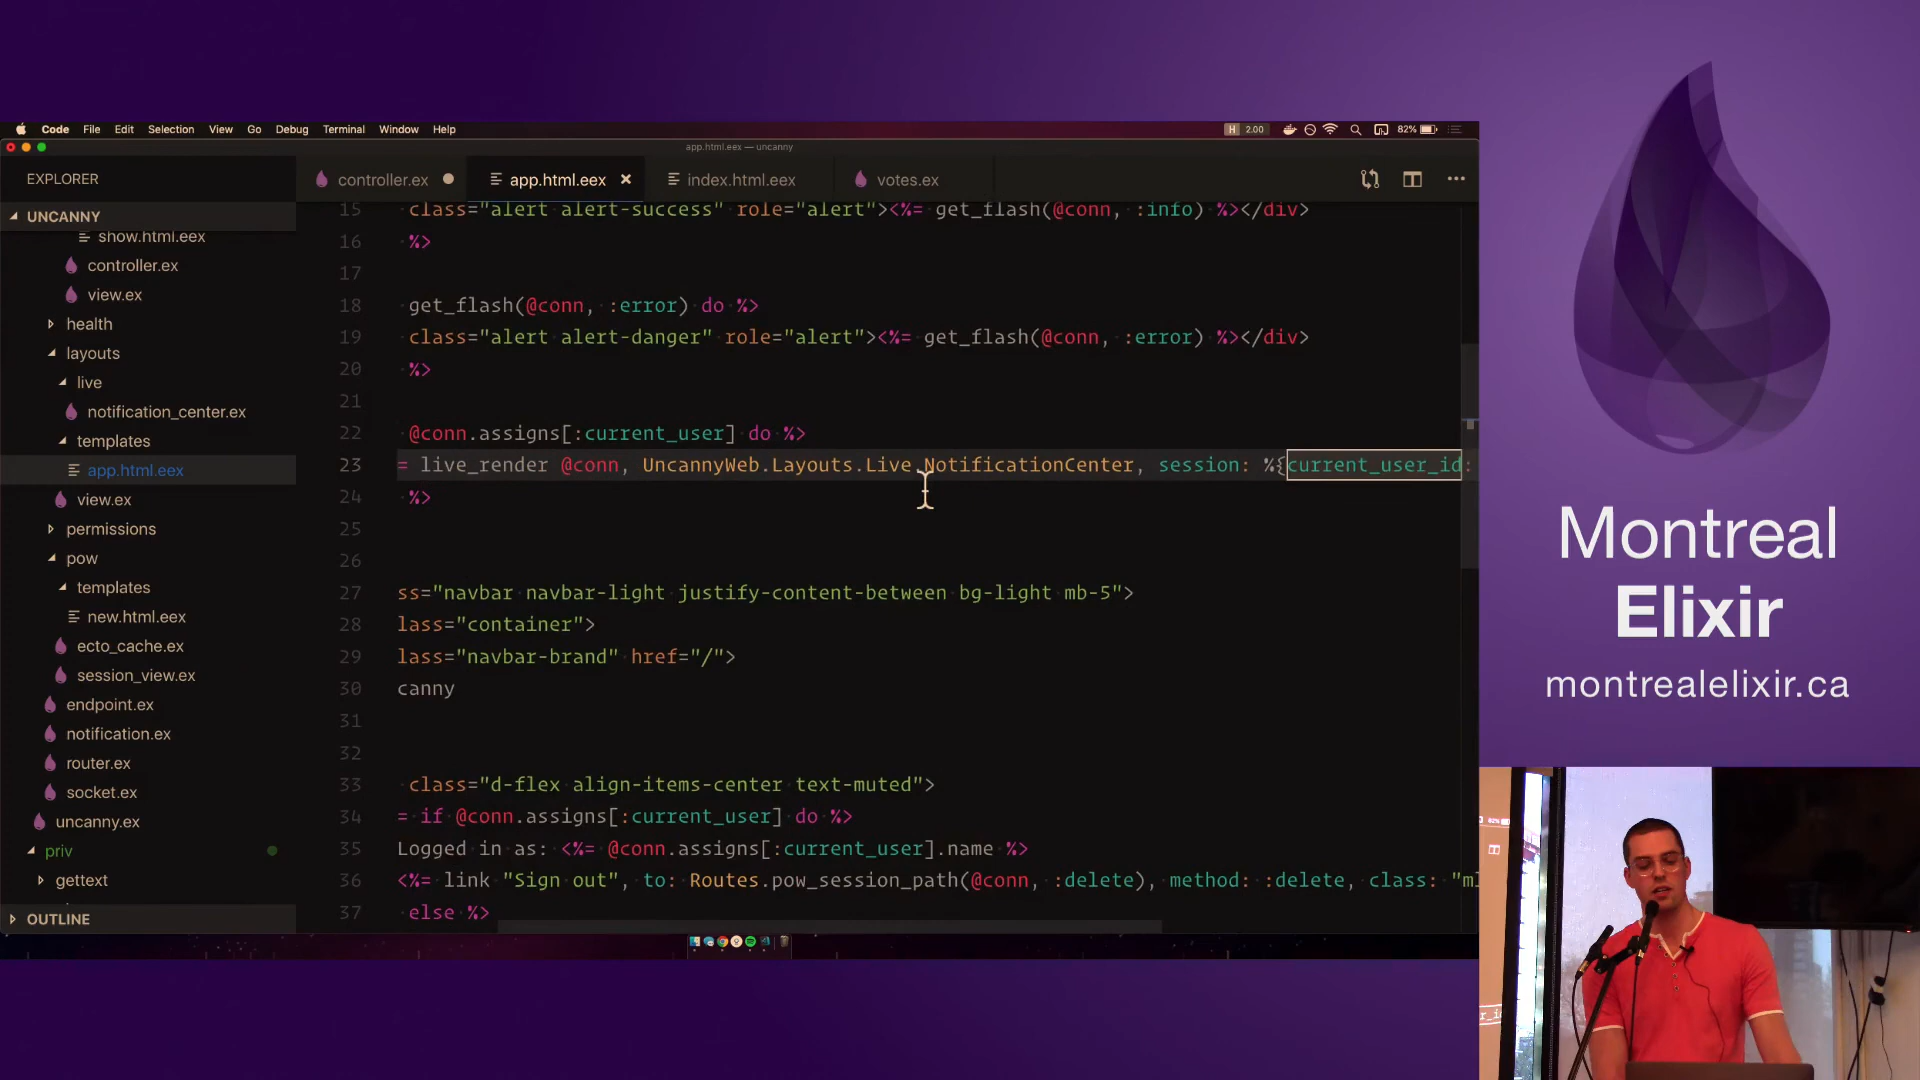 Code File Edit Selection View Go Debug Terminal Window Help
H 2.00
82%
app.html.eex — uncanny
EXPLORER
controller.ex
app.html.eex
index.html.eex
votes.ex
UNCANNY
show.html.eex
controller.ex
view.ex
health
layouts
live
notification_center.ex
templates
app.html.eex
view.ex
permissions
pow
templates
new.html.eex
ecto_cache.ex
session_view.ex
endpoint.ex
notification.ex
router.ex
socket.ex
uncanny.ex
priv
gettext
OUTLINE
15 class="alert alert-success" role="alert"><%= get_flash(@conn, :info) %></div>
16 %>
17
18 get_flash(@conn, :error) do %>
19 class="alert alert-danger" role="alert"><%= get_flash(@conn, :error) %></div>
20 %>
21
22 @conn.assigns[:current_user] do %>
23 = live_render @conn, UncannyWeb.Layouts.Live.NotificationCenter, session: %{current_user_id:
24 %>
25
26
27 ss="navbar navbar-light justify-content-between bg-light mb-5">
28 lass="container">
29 lass="navbar-brand" href="/">
30 canny
31
32
33 class="d-flex align-items-center text-muted">
34 = if @conn.assigns[:current_user] do %>
35 Logged in as: <%= @conn.assigns[:current_user].name %>
36 <%= link "Sign out", to: Routes.pow_session_path(@conn, :delete), method: :delete, class: "ml
37 else %>
Montreal
Elixir
montrealelixir.ca